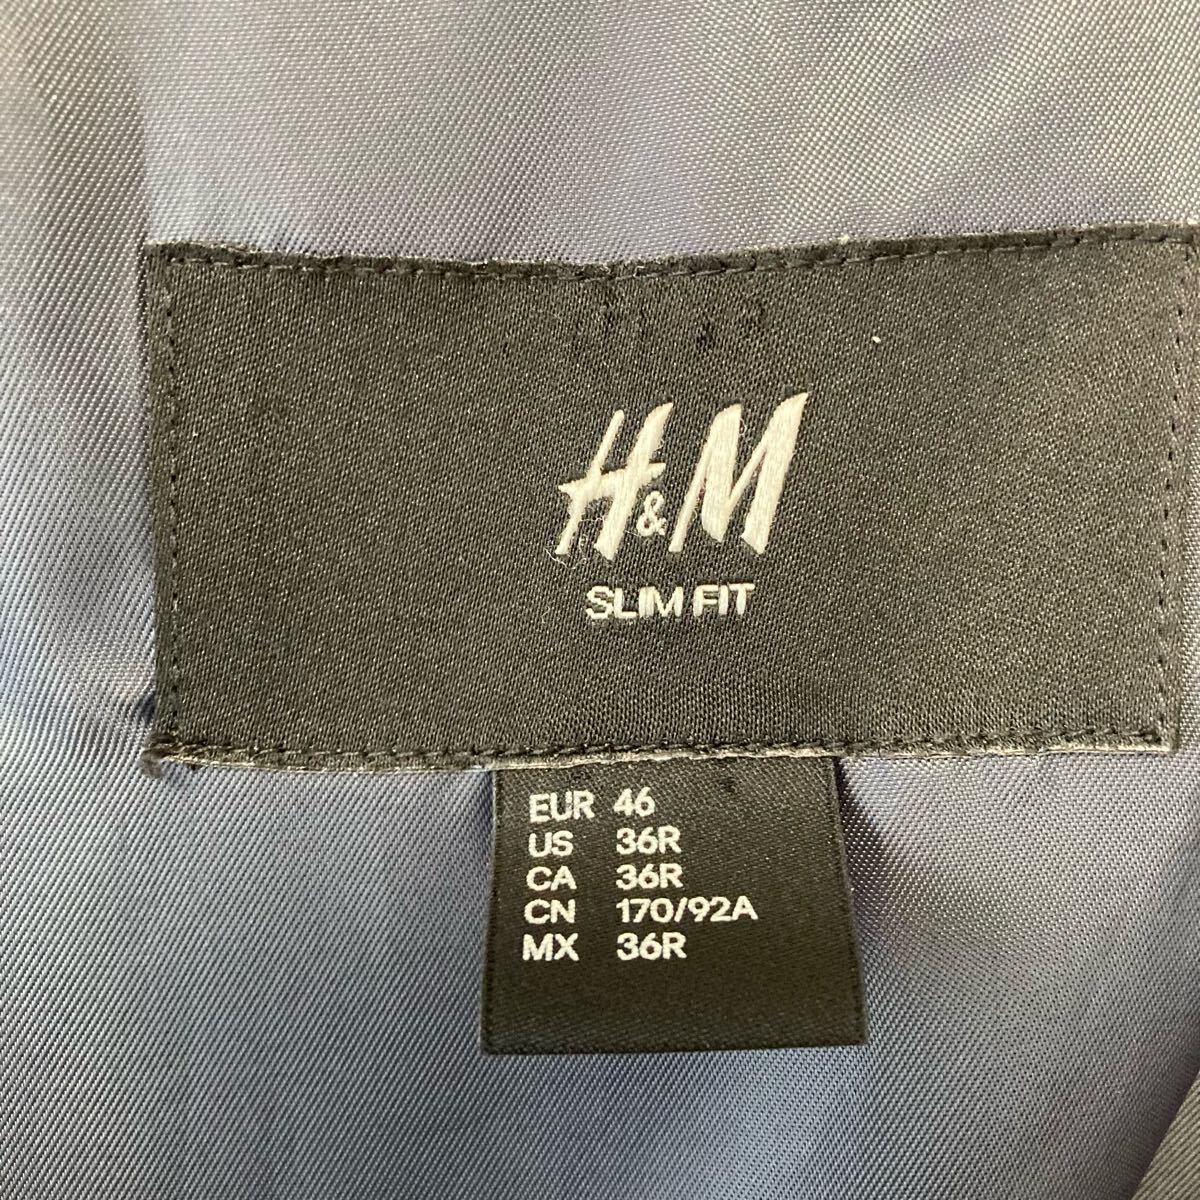 H&M
SLIM FIT
EUR 46
US 36R
CA 36R
CN 170/92A
MX 36R